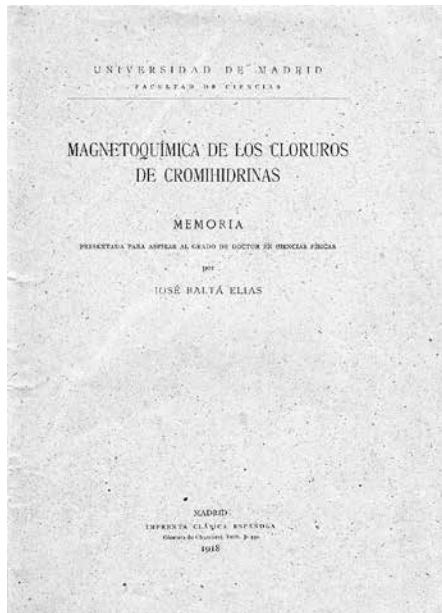 UNIVERSIDAD DE MADRID
FACULTAD DE CIENCIAS
MAGNETOQUÍMICA DE LOS CLORUROS
DE CROMIHIDRINAS
MEMORIA
PRESENTADA PARA ASPIRAR AL GRADO DE DOCTOR EN CIENCIAS FÍSICAS
por
JOSÉ BALTÁ ELIAS
MADRID
IMPRENTA CLÁSICA ESPAÑOLA
Glorieta de Chamberí.
1918